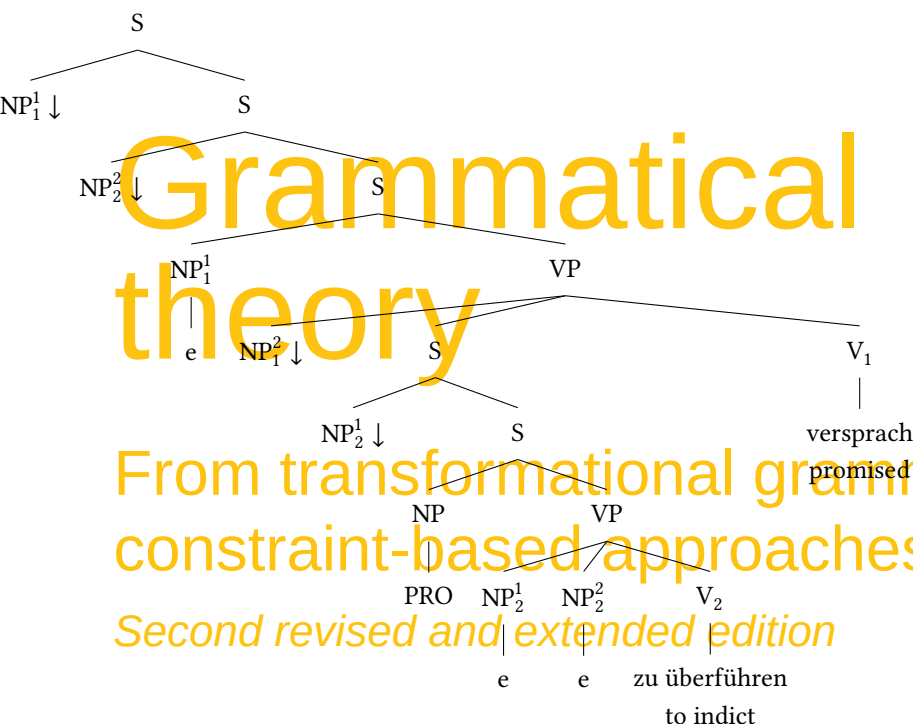 S
NP₁¹ ↓ S
Grammatical
NP₂² ↓ S
theory
NP₁¹ VP
e NP₁² ↓ S V₁
NP₂¹ ↓ S versprach
From transformational gramm
promised
NP VP
constraint-based approaches
PRO NP₂¹ NP₂² V₂
Second revised and extended edition
e e zu überführen
to indict